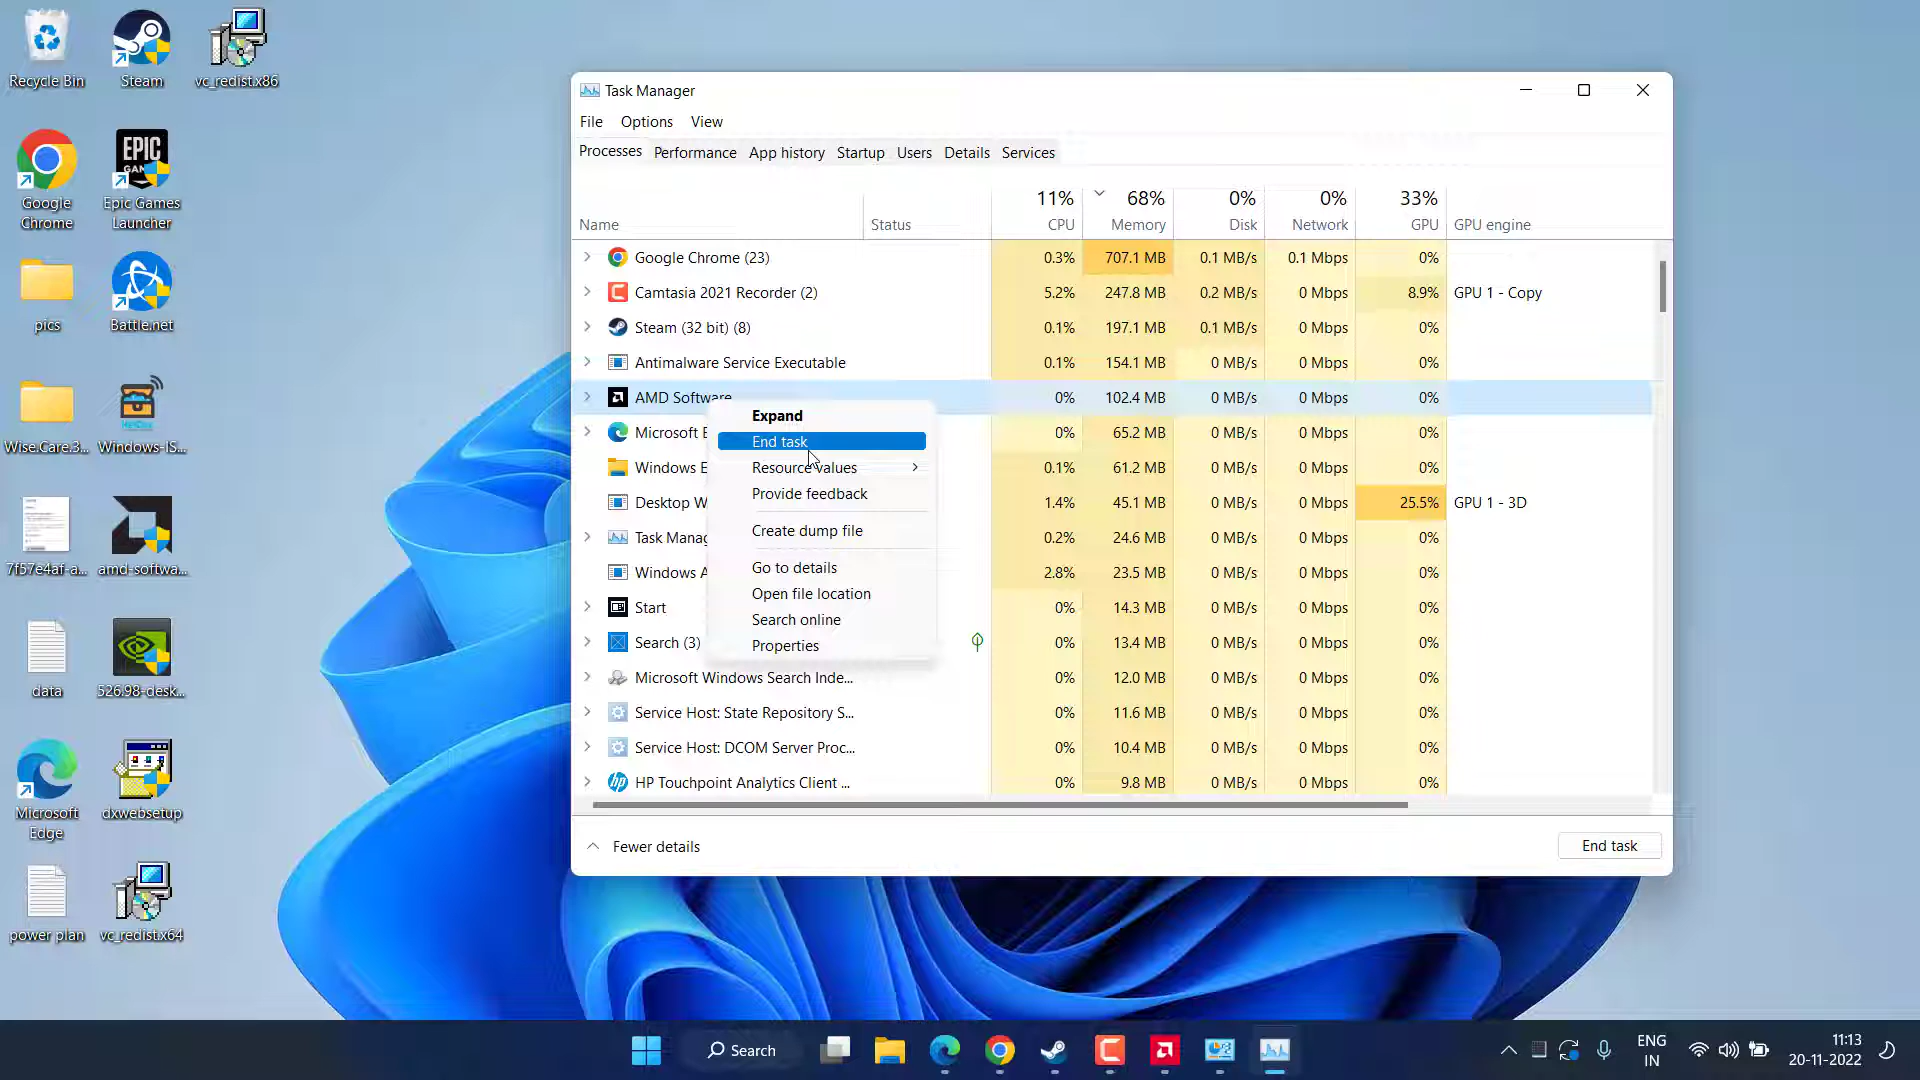 Recycle Bin
Steam
vc_redist.x86
Google
Chrome
EPIC
GAMES
Epic Games
Launcher
pics
Battle.net
Wise.Care.3...
Windows-IS...
7f57e4af-a...
amd-softwa...
data
526.98-desk...
Microsoft
Edge
dxwebsetup
power plan
vc_redist.x64
Task Manager
File Options View
Processes Performance App history Startup Users Details Services
11% 68% 0% 0% 33%
Name Status CPU Memory Disk Network GPU GPU engine
Google Chrome (23) 0.3% 707.1 MB 0.1 MB/s 0.1 Mbps 0%
Camtasia 2021 Recorder (2) 5.2% 247.8 MB 0.2 MB/s 0 Mbps 8.9% GPU 1 - Copy
Steam (32 bit) (8) 0.1% 197.1 MB 0.1 MB/s 0 Mbps 0%
Antimalware Service Executable 0.1% 154.1 MB 0 MB/s 0 Mbps 0%
AMD Software 0% 102.4 MB 0 MB/s 0 Mbps 0%
Microsoft E 0% 65.2 MB 0 MB/s 0 Mbps 0%
Windows E 0.1% 61.2 MB 0 MB/s 0 Mbps 0%
Desktop W 1.4% 45.1 MB 0 MB/s 0 Mbps 25.5% GPU 1 - 3D
Task Manag 0.2% 24.6 MB 0 MB/s 0 Mbps 0%
Windows A 2.8% 23.5 MB 0 MB/s 0 Mbps 0%
Start 0% 14.3 MB 0 MB/s 0 Mbps 0%
Search (3) 0% 13.4 MB 0 MB/s 0 Mbps 0%
Microsoft Windows Search Inde... 0% 12.0 MB 0 MB/s 0 Mbps 0%
Service Host: State Repository S... 0% 11.6 MB 0 MB/s 0 Mbps 0%
Service Host: DCOM Server Proc... 0% 10.4 MB 0 MB/s 0 Mbps 0%
HP Touchpoint Analytics Client ... 0% 9.8 MB 0 MB/s 0 Mbps 0%
Expand
End task
Resource values
Provide feedback
Create dump file
Go to details
Open file location
Search online
Properties
Fewer details
End task
Search
ENG
IN
11:13
20-11-2022